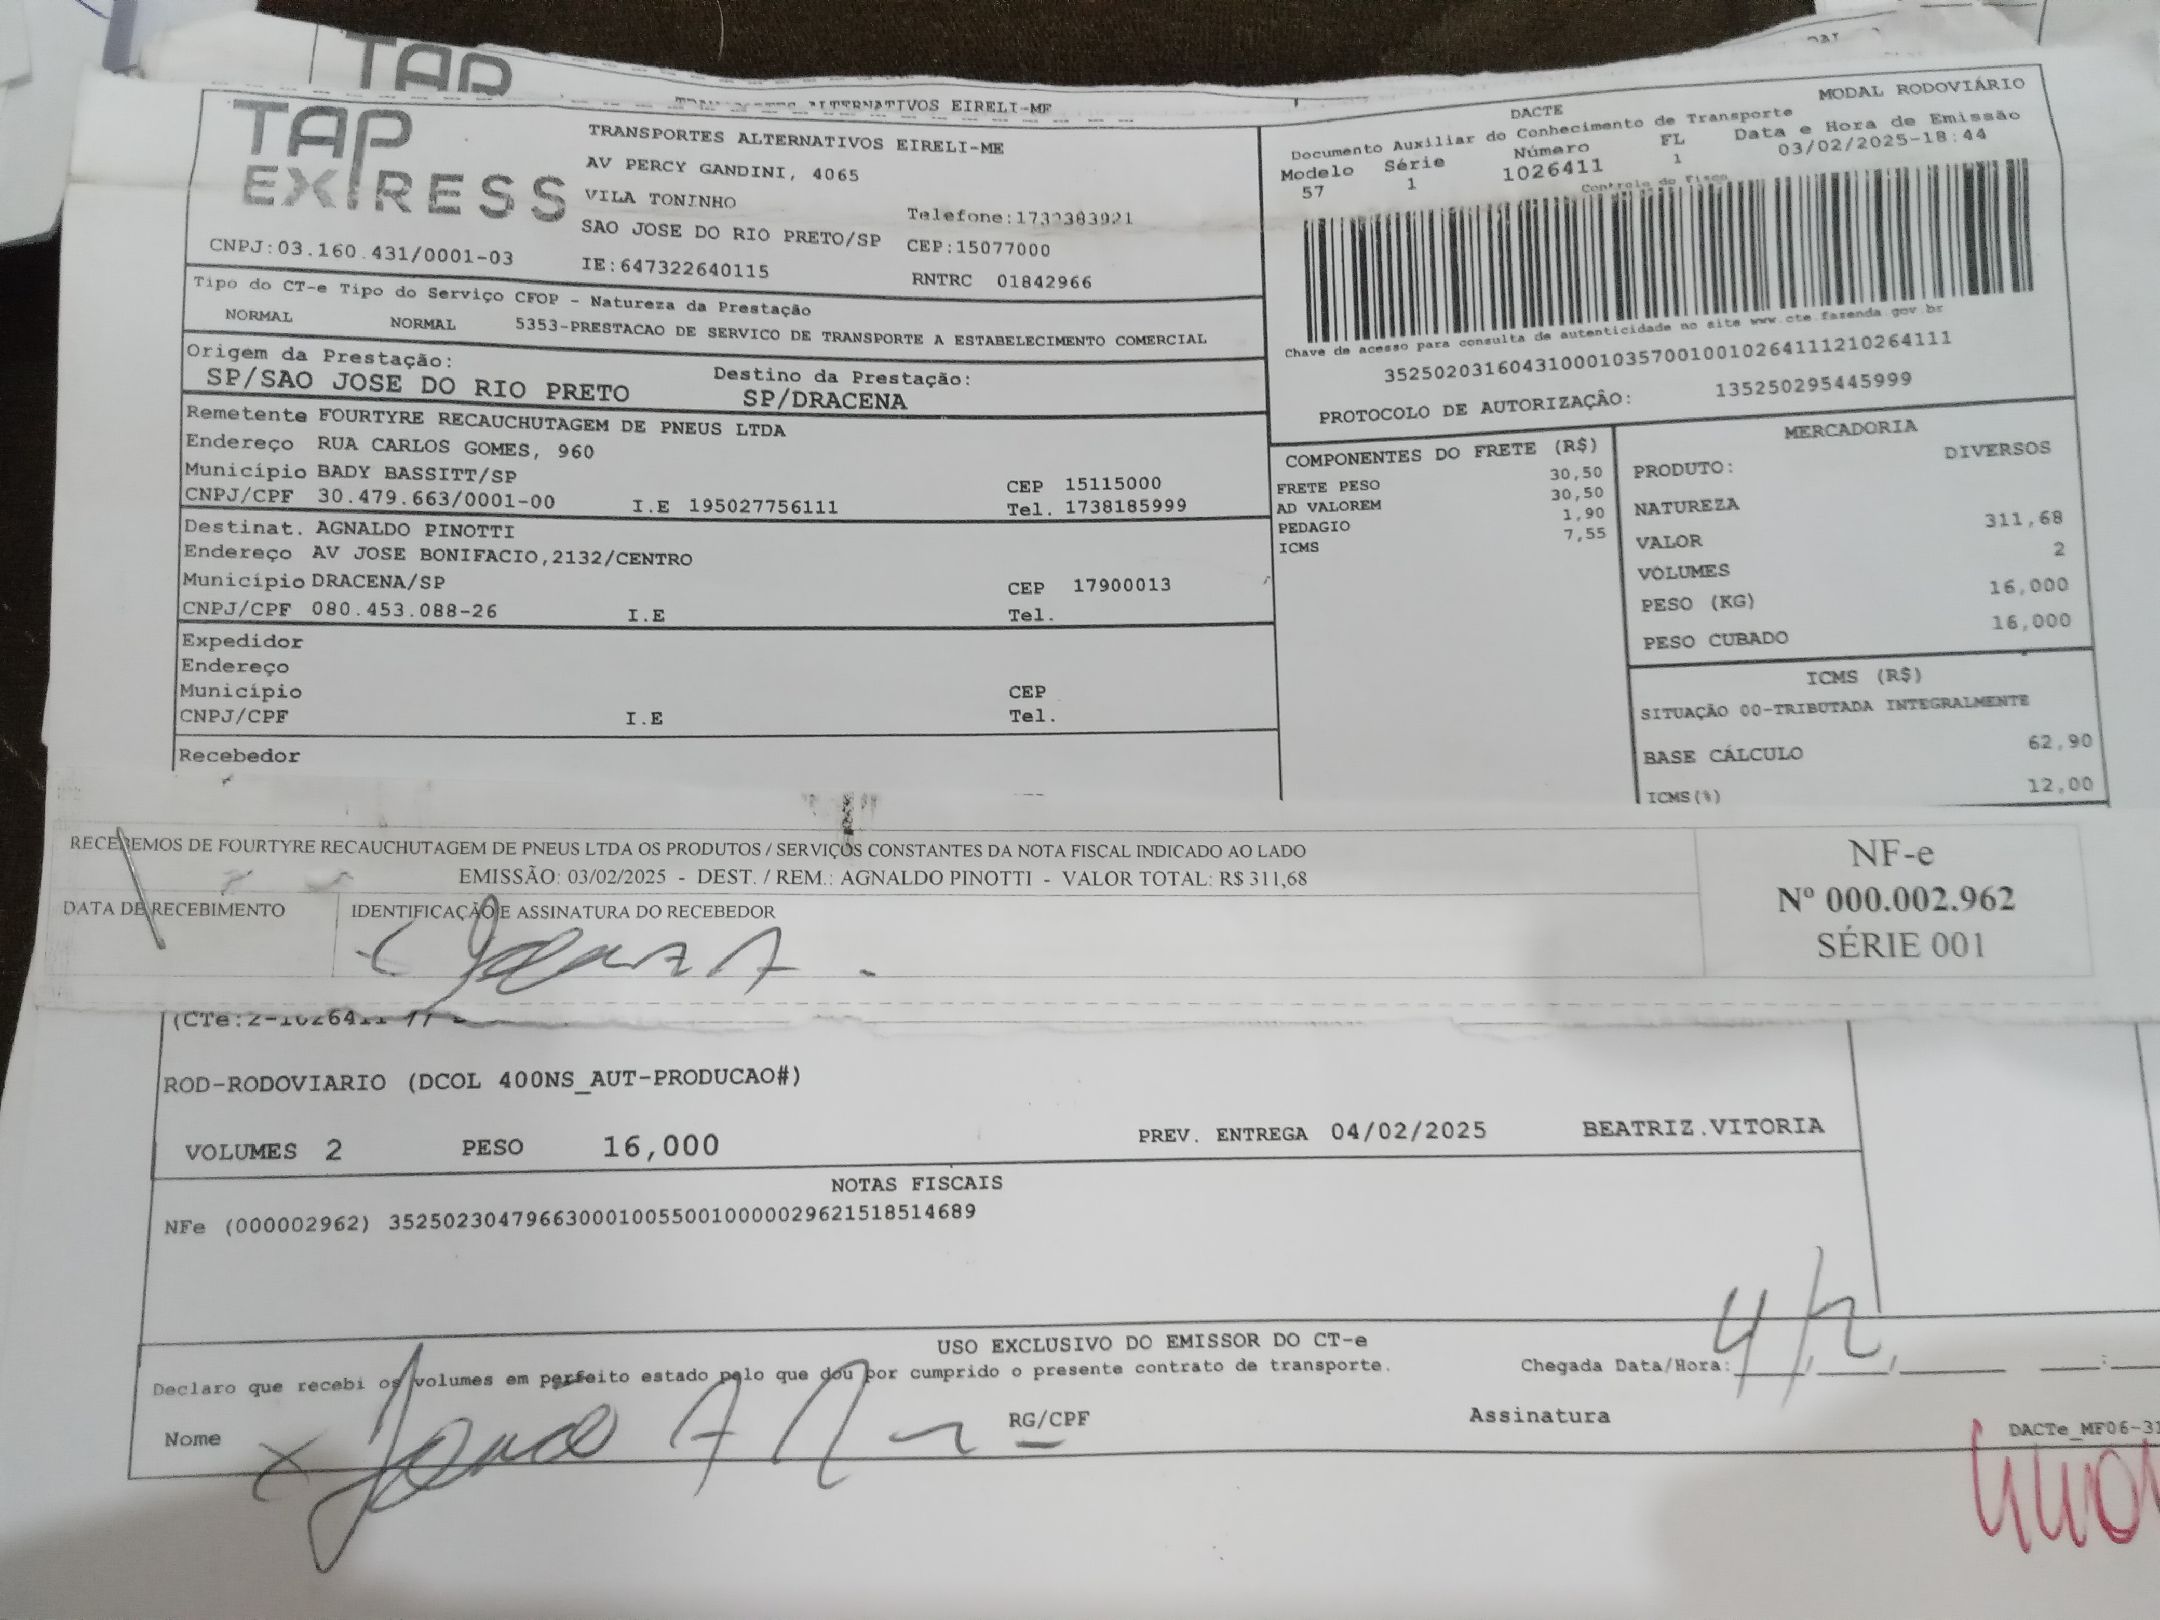 TAP
TRANSPORTES ALTERNATIVOS EIRELI-ME
TAP EXPRESS
TRANSPORTES ALTERNATIVOS EIRELI-ME
AV PERCY GANDINI, 4065
VILA TONINHO
Telefone:1732383921
SAO JOSE DO RIO PRETO/SP CEP:15077000
CNPJ:03.160.431/0001-03 IE:647322640115 RNTRC 01842966
MODAL RODOVIÁRIO
DACTE
Documento Auxiliar do Conhecimento de Transporte
Modelo Série Número FL Data e Hora de Emissão
57 1 1026411 1 03/02/2025-18:44
Controle do Fisco
Chave de acesso para consulta de autenticidade no site www.cte.fazenda.gov.br
35250203160431000103570010010264111210264111
PROTOCOLO DE AUTORIZAÇÃO: 135250295445999
Tipo do CT-e Tipo do Serviço CFOP - Natureza da Prestação
NORMAL NORMAL 5353-PRESTACAO DE SERVICO DE TRANSPORTE A ESTABELECIMENTO COMERCIAL
Origem da Prestação: Destino da Prestação:
SP/SAO JOSE DO RIO PRETO SP/DRACENA
Remetente FOURTYRE RECAUCHUTAGEM DE PNEUS LTDA
Endereço RUA CARLOS GOMES, 960
Município BADY BASSITT/SP CEP 15115000
CNPJ/CPF 30.479.663/0001-00 I.E 195027756111 Tel. 1738185999
Destinat. AGNALDO PINOTTI
Endereço AV JOSE BONIFACIO,2132/CENTRO
Município DRACENA/SP CEP 17900013
CNPJ/CPF 080.453.088-26 I.E Tel.
Expedidor
Endereço
Município CEP
CNPJ/CPF I.E Tel.
Recebedor
COMPONENTES DO FRETE (R$)
FRETE PESO 30,50
AD VALOREM 30,50
PEDAGIO 1,90
ICMS 7,55
MERCADORIA
PRODUTO: DIVERSOS
NATUREZA
VALOR 311,68
VOLUMES 2
PESO (KG) 16,000
PESO CUBADO 16,000
ICMS (R$)
SITUAÇÃO 00-TRIBUTADA INTEGRALMENTE
BASE CÁLCULO 62,90
ICMS(%) 12,00
RECEBEMOS DE FOURTYRE RECAUCHUTAGEM DE PNEUS LTDA OS PRODUTOS / SERVIÇOS CONSTANTES DA NOTA FISCAL INDICADO AO LADO
EMISSÃO: 03/02/2025 - DEST. / REM.: AGNALDO PINOTTI - VALOR TOTAL: R$ 311,68
DATA DE RECEBIMENTO IDENTIFICAÇÃO E ASSINATURA DO RECEBEDOR
NF-e
Nº 000.002.962
SÉRIE 001
(CTe:2-1026411
ROD-RODOVIARIO (DCOL 400NS_AUT-PRODUCAO#)
VOLUMES 2 PESO 16,000 PREV. ENTREGA 04/02/2025 BEATRIZ.VITORIA
NOTAS FISCAIS
NFe (000002962) 35250230479663000100550010000029621518514689
USO EXCLUSIVO DO EMISSOR DO CT-e
Declaro que recebi os volumes em perfeito estado pelo que dou por cumprido o presente contrato de transporte. Chegada Data/Hora: 4/2
Nome RG/CPF Assinatura
DACTe_MF06-31